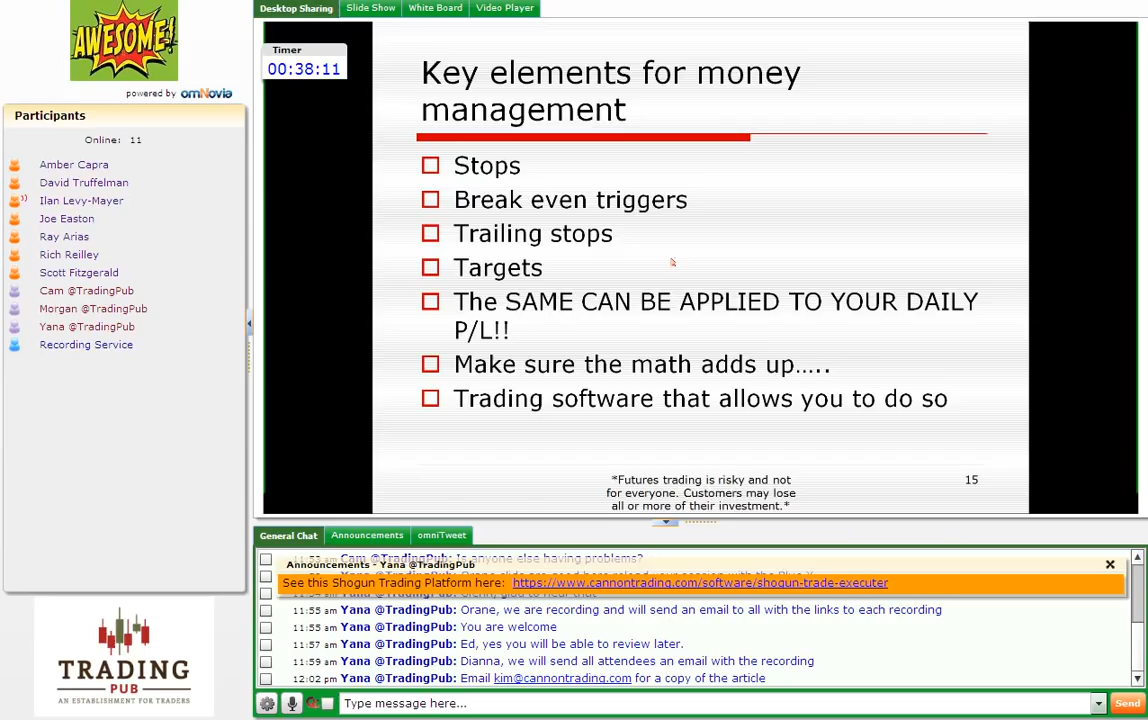 AWESOME!
powered by omNovia
Participants
Online: 11
Amber Capra
David Truffelman
Ilan Levy-Mayer
Joe Easton
Ray Arias
Rich Reilley
Scott Fitzgerald
Cam @TradingPub
Morgan @TradingPub
Yana @TradingPub
Recording Service
TRADING
PUB
AN ESTABLISHMENT FOR TRADERS
Desktop Sharing Slide Show White Board Video Player
Timer
00:38:11
Key elements for money
management
Stops
Break even triggers
Trailing stops
Targets
The SAME CAN BE APPLIED TO YOUR DAILY
P/L!!
Make sure the math adds up.....
Trading software that allows you to do so
*Futures trading is risky and not
for everyone. Customers may lose
all or more of their investment.*
15
General Chat Announcements omniTweet
Cam @TradingPub: Is anyone else having problems?
Announcements - Yana @TradingPub
See this Shogun Trading Platform here: https://www.cannontrading.com/software/shogun-trade-executer
11:55 am Yana @TradingPub: Orane, we are recording and will send an email to all with the links to each recording
11:55 am Yana @TradingPub: You are welcome
11:57 am Yana @TradingPub: Ed, yes you will be able to review later.
11:59 am Yana @TradingPub: Dianna, we will send all attendees an email with the recording
12:02 pm Yana @TradingPub: Email kim@cannontrading.com for a copy of the article
Type message here...
Send